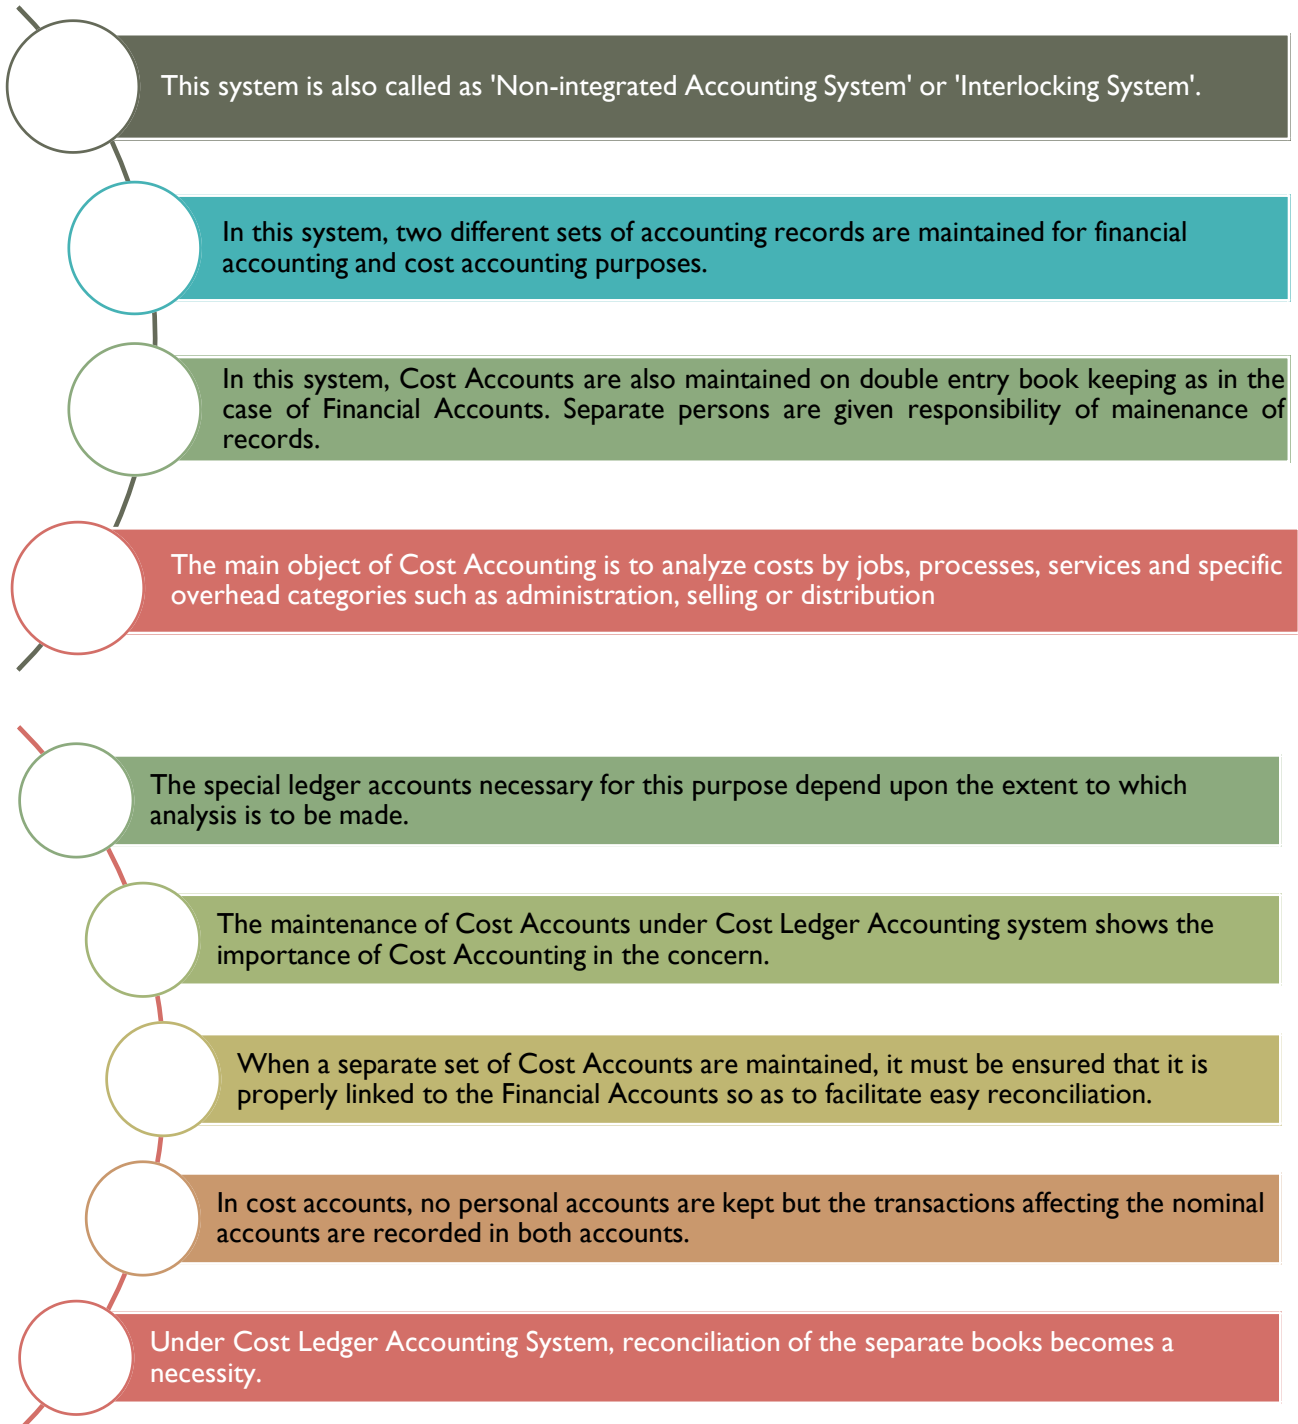 This system is also called as 'Non-integrated Accounting System' or 'Interlocking System'.
In this system, two different sets of accounting records are maintained for financial
accounting and cost accounting purposes.
In this system, Cost Accounts are also maintained on double entry book keeping as in the
case of Financial Accounts. Separate persons are given responsibility of mainenance of
records.
The main object of Cost Accounting is to analyze costs by jobs, processes, services and specific
overhead categories such as administration, selling or distribution
The special ledger accounts necessary for this purpose depend upon the extent to which
analysis is to be made.
The maintenance of Cost Accounts under Cost Ledger Accounting system shows the
importance of Cost Accounting in the concern.
When a separate set of Cost Accounts are maintained, it must be ensured that it is
properly linked to the Financial Accounts so as to facilitate easy reconciliation.
In cost accounts, no personal accounts are kept but the transactions affecting the nominal
accounts are recorded in both accounts.
Under Cost Ledger Accounting System, reconciliation of the separate books becomes a
necessity.